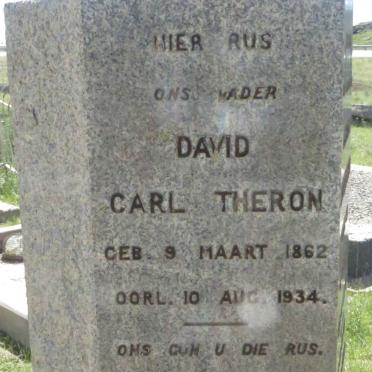 HIER RUS
ONS VADER
DAVID
CARL THERON
GEB. 9 MAART 1862
OORL. 10 AUG. 1934.
ONS GUN U DIE RUS.